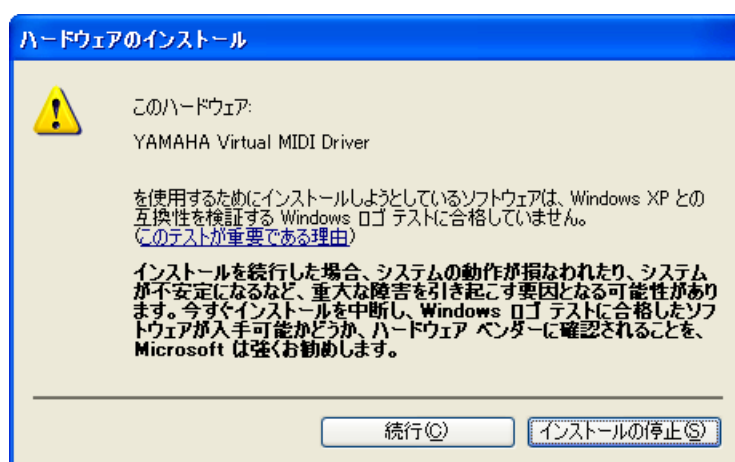 ハードウェアのインストール
このハードウェア:
YAMAHA Virtual MIDI Driver
を使用するためにインストールしようとしているソフトウェアは、Windows XP との
互換性を検証する Windows ロゴ テストに合格していません。
(このテストが重要である理由)
インストールを続行した場合、システムの動作が損なわれたり、システム
が不安定になるなど、重大な障害を引き起こす要因となる可能性があり
ます。今すぐインストールを中断し、Windows ロゴ テストに合格したソフ
トウェアが入手可能かどうか、ハードウェア ベンダーに確認されることを、
Microsoft は強くお勧めします。
続行(C)
インストールの停止(S)